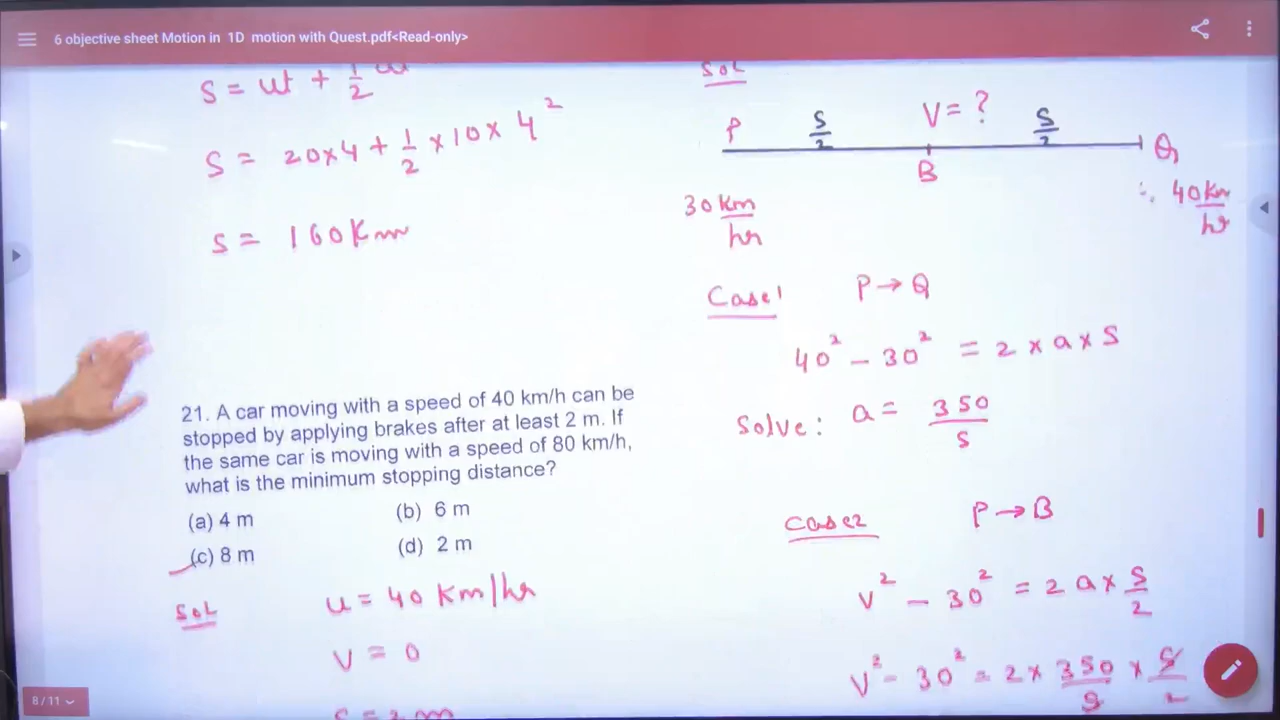 6 objective sheet Motion in 1D motion with Quest.pdf<Read-only>
S = ut + 1/2
S = 20×4 + 1/2 ×10× 4²
S = 160Km
21. A car moving with a speed of 40 km/h can be
stopped by applying brakes after at least 2 m. If
the same car is moving with a speed of 80 km/h,
what is the minimum stopping distance?
(a) 4 m (b) 6 m
(c) 8 m (d) 2 m
Sol u = 40 Km/hr
V = 0
S = 2m
Sol
P S/2 V = ? S/2 Q
B
30 km/hr ∴ 40 Km/hr
Case1 P → Q
40² – 30² = 2 × a × S
Solve: a = 350/S
Case2 P → B
V² – 30² = 2 a × S/2
V² – 30² = 2 × 350/S × S/2
8/11